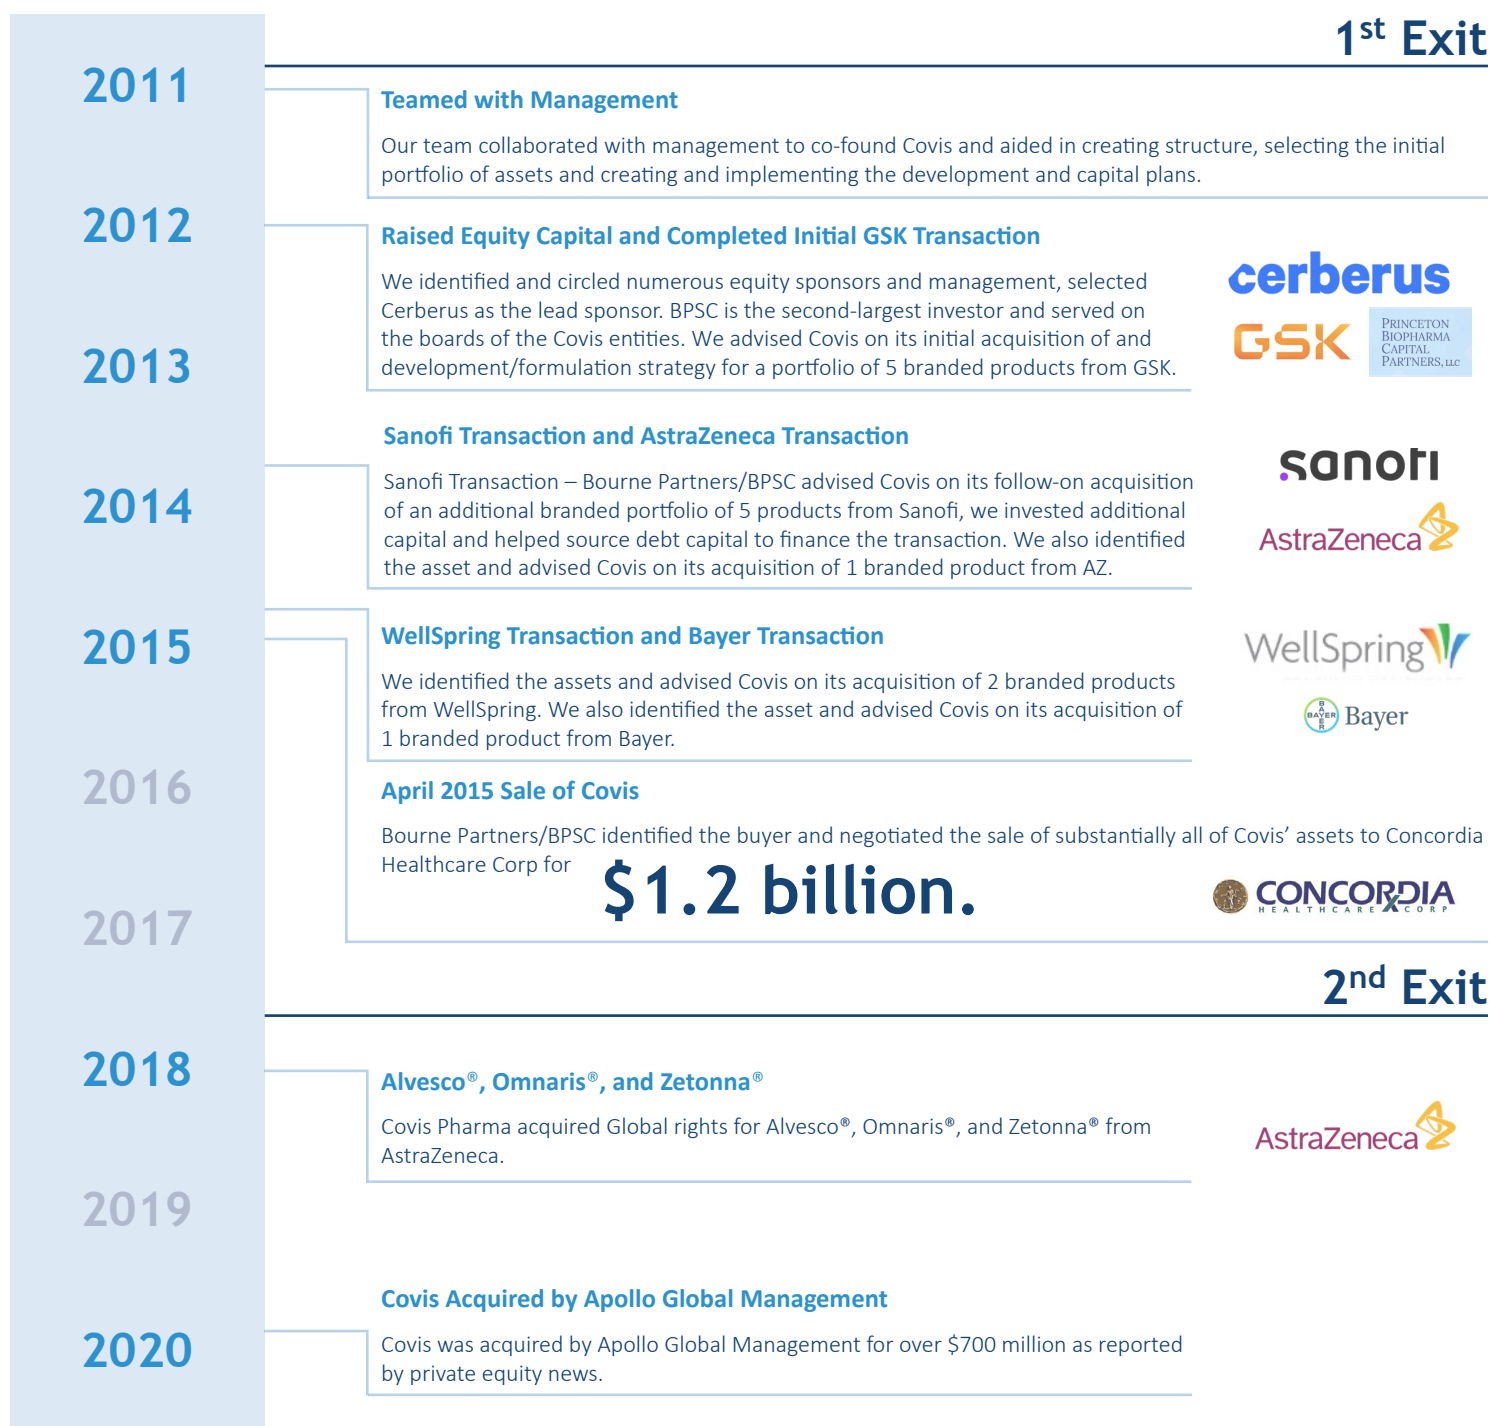 1st Exit
2011
Teamed with Management
Our team collaborated with management to co-found Covis and aided in creating structure, selecting the initial
portfolio of assets and creating and implementing the development and capital plans.
2012
Raised Equity Capital and Completed Initial GSK Transaction
We identified and circled numerous equity sponsors and management, selected
Cerberus as the lead sponsor. BPSC is the second-largest investor and served on
the boards of the Covis entities. We advised Covis on its initial acquisition of and
development/formulation strategy for a portfolio of 5 branded products from GSK.
cerberus
GSK
PRINCETON
BIOPHARMA
CAPITAL
PARTNERS, LLC
2013
Sanofi Transaction and AstraZeneca Transaction
Sanofi Transaction – Bourne Partners/BPSC advised Covis on its follow-on acquisition
of an additional branded portfolio of 5 products from Sanofi, we invested additional
capital and helped source debt capital to finance the transaction. We also identified
the asset and advised Covis on its acquisition of 1 branded product from AZ.
sanofi
AstraZeneca
2014
2015
WellSpring Transaction and Bayer Transaction
We identified the assets and advised Covis on its acquisition of 2 branded products
from WellSpring. We also identified the asset and advised Covis on its acquisition of
1 branded product from Bayer.
WellSpring
BAYER
BAYER
Bayer
2016
April 2015 Sale of Covis
Bourne Partners/BPSC identified the buyer and negotiated the sale of substantially all of Covis’ assets to Concordia
Healthcare Corp for
$1.2 billion.
CONCORDIA
HEALTHCARE CORP
2017
2nd Exit
2018
Alvesco®, Omnaris®, and Zetonna®
Covis Pharma acquired Global rights for Alvesco®, Omnaris®, and Zetonna® from
AstraZeneca.
AstraZeneca
2019
Covis Acquired by Apollo Global Management
2020
Covis was acquired by Apollo Global Management for over $700 million as reported
by private equity news.